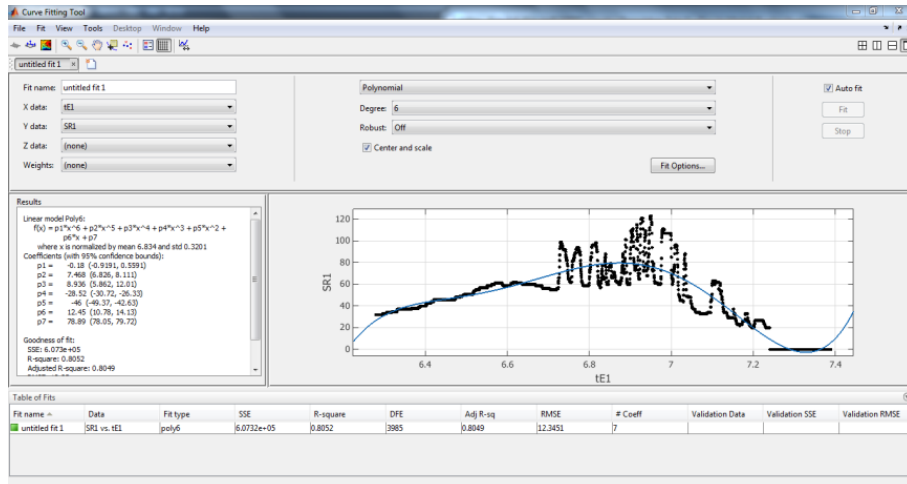 Curve Fitting Tool
File Fit View Tools Desktop Window Help
untitled fit 1
Fit name: untitled fit 1
X data: tE1
Y data: SR1
Z data: (none)
Weights: (none)
Polynomial
Degree: 6
Robust: Off
Center and scale
Fit Options...
Auto fit
Fit
Stop
Results
Linear model Poly6:
f(x) = p1*x^6 + p2*x^5 + p3*x^4 + p4*x^3 + p5*x^2 +
p6*x + p7
where x is normalized by mean 6.834 and std 0.3201
Coefficients (with 95% confidence bounds):
p1 = -0.18 (-0.9191, 0.5591)
p2 = 7.468 (6.826, 8.111)
p3 = 8.936 (5.862, 12.01)
p4 = -28.52 (-30.72, -26.33)
p5 = -46 (-49.37, -42.63)
p6 = 12.45 (10.78, 14.13)
p7 = 78.89 (78.05, 79.72)
Goodness of fit:
SSE: 6.073e+05
R-square: 0.8052
Adjusted R-square: 0.8049
120
100
80
60
40
20
0
SR1
6.4 6.6 6.8 7 7.2 7.4
tE1
Table of Fits
Fit name Data Fit type SSE R-square DFE Adj R-sq RMSE # Coeff Validation Data Validation SSE Validation RMSE
untitled fit 1 SR1 vs. tE1 poly6 6.0732e+05 0.8052 3985 0.8049 12.3451 7